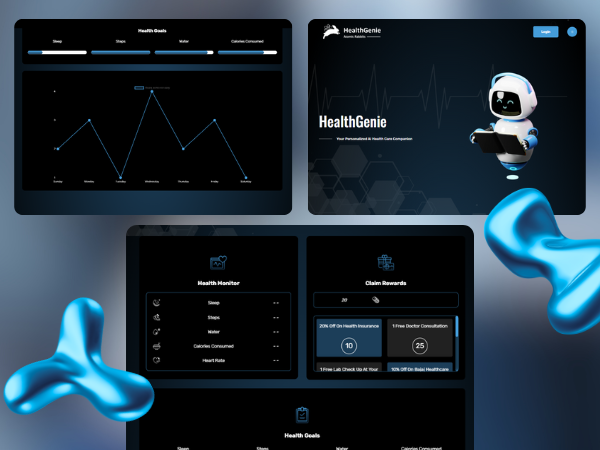 Health Goals
Sleep Steps Water Calories Consumed
Sunday Monday Tuesday Wednesday Thursday Friday Saturday
HealthGenie
Atomic Rabbits
Login
HealthGenie
Your Personalized AI Health Care Companion
Health Monitor
Sleep --
Steps --
Water --
Calories Consumed --
Heart Rate --
Claim Rewards
20
20% Off On Health Insurance
10
1 Free Doctor Consultation
25
1 Free Lab Check Up At Your
10% Off On Bajaj Healthcare
Health Goals
Sleep Steps Water Calories Consumed